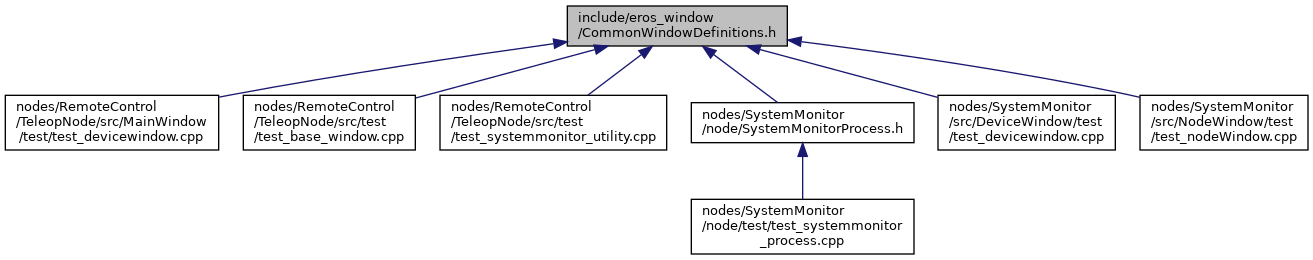 include/eros_window
/CommonWindowDefinitions.h
nodes/RemoteControl
/TeleopNode/src/MainWindow
/test/test_devicewindow.cpp
nodes/RemoteControl
/TeleopNode/src/test
/test_base_window.cpp
nodes/RemoteControl
/TeleopNode/src/test
/test_systemmonitor_utility.cpp
nodes/SystemMonitor
/node/SystemMonitorProcess.h
nodes/SystemMonitor
/src/DeviceWindow/test
/test_devicewindow.cpp
nodes/SystemMonitor
/src/NodeWindow/test
/test_nodeWindow.cpp
nodes/SystemMonitor
/node/test/test_systemmonitor
_process.cpp